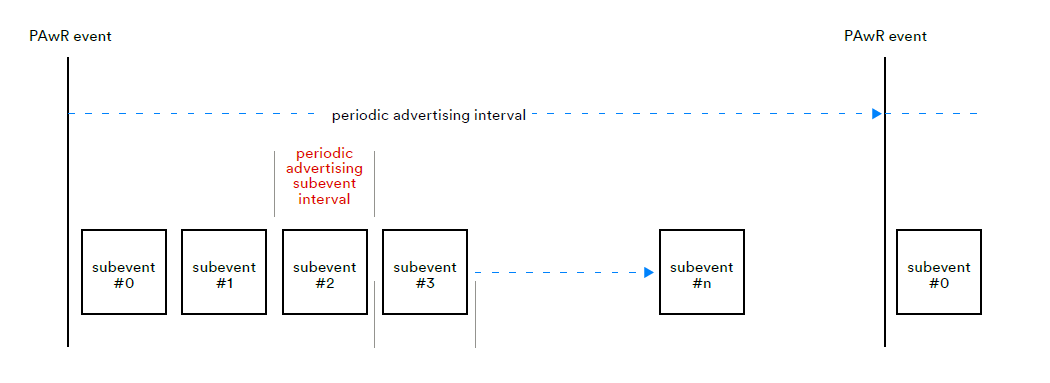 PAwR event
PAwR event
periodic advertising interval
periodic
advertising
subevent
interval
subevent
#0
subevent
#1
subevent
#2
subevent
#3
subevent
#n
subevent
#0